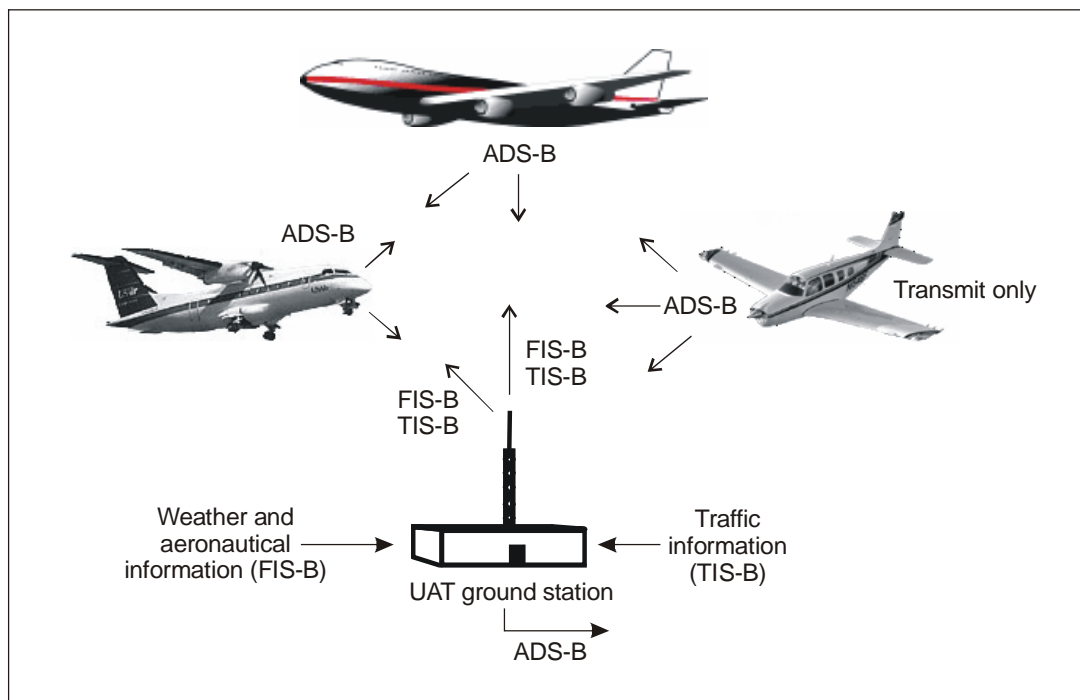 ADS-B
ADS-B
ADS-B
Transmit only
FIS-B
TIS-B
FIS-B
TIS-B
Weather and
aeronautical
information (FIS-B)
Traffic
information
(TIS-B)
UAT ground station
ADS-B